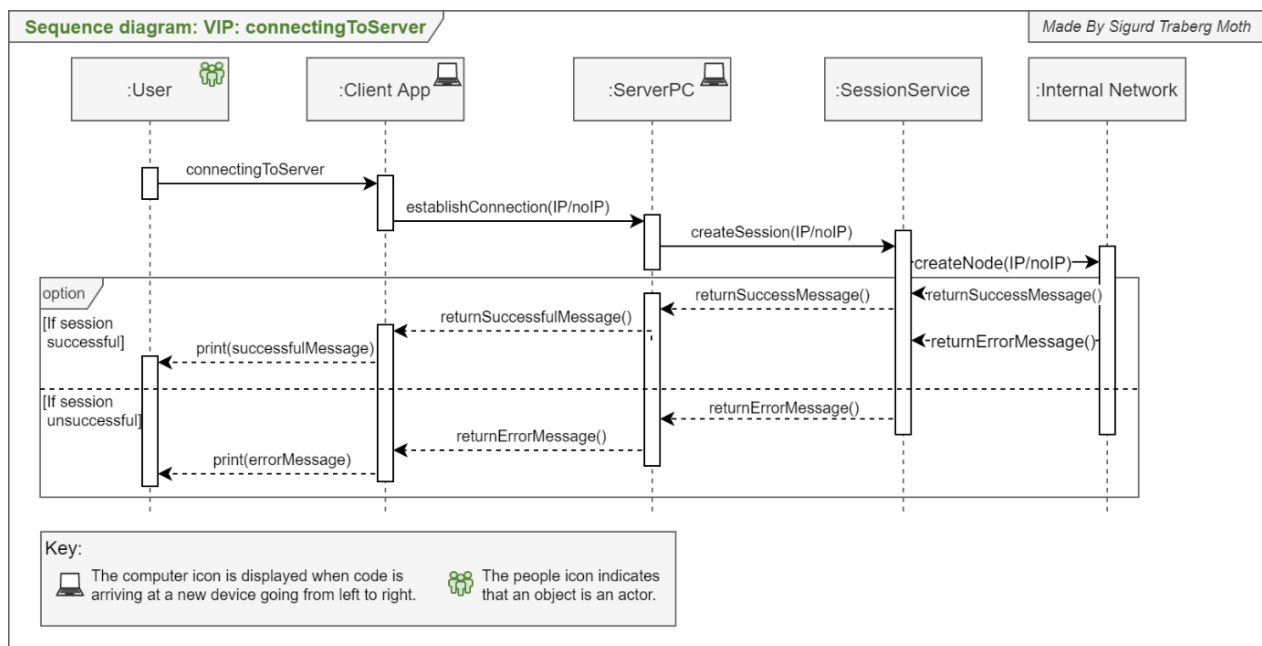 Sequence diagram: VIP: connectingToServer
Made By Sigurd Traberg Moth
:User
:Client App
:ServerPC
:SessionService
:Internal Network
connectingToServer
establishConnection(IP/noIP)
createSession(IP/noIP)
createNode(IP/noIP)
option
[If session
successful]
returnSuccessMessage()
returnSuccessMessage()
returnSuccessfulMessage()
returnErrorMessage()
print(successfulMessage)
[If session
unsuccessful]
returnErrorMessage()
returnErrorMessage()
print(errorMessage)
Key:
The computer icon is displayed when code is
arriving at a new device going from left to right.
The people icon indicates
that an object is an actor.